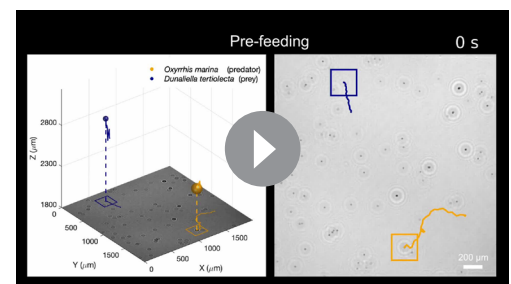 Pre-feeding
0 s
Oxyrrhis marina (predator)
Dunaliella tertiolecta (prey)
2800
2300
1800
Z (µm)
0
500
1000
1500
Y (µm)
0
500
1000
1500
X (µm)
200 µm